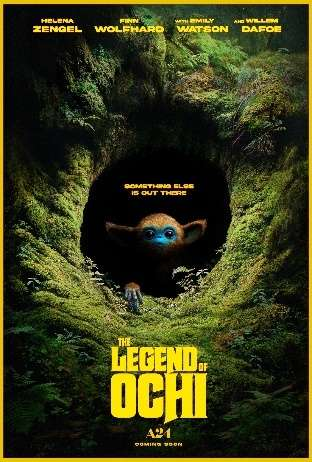 HELENA ZENGEL
FINN WOLFHARD
WITH EMILY WATSON
AND WILLEM DAFOE
SOMETHING ELSE
IS OUT THERE
THE
LEGEND OF
OCHI
A24
COMING SOON